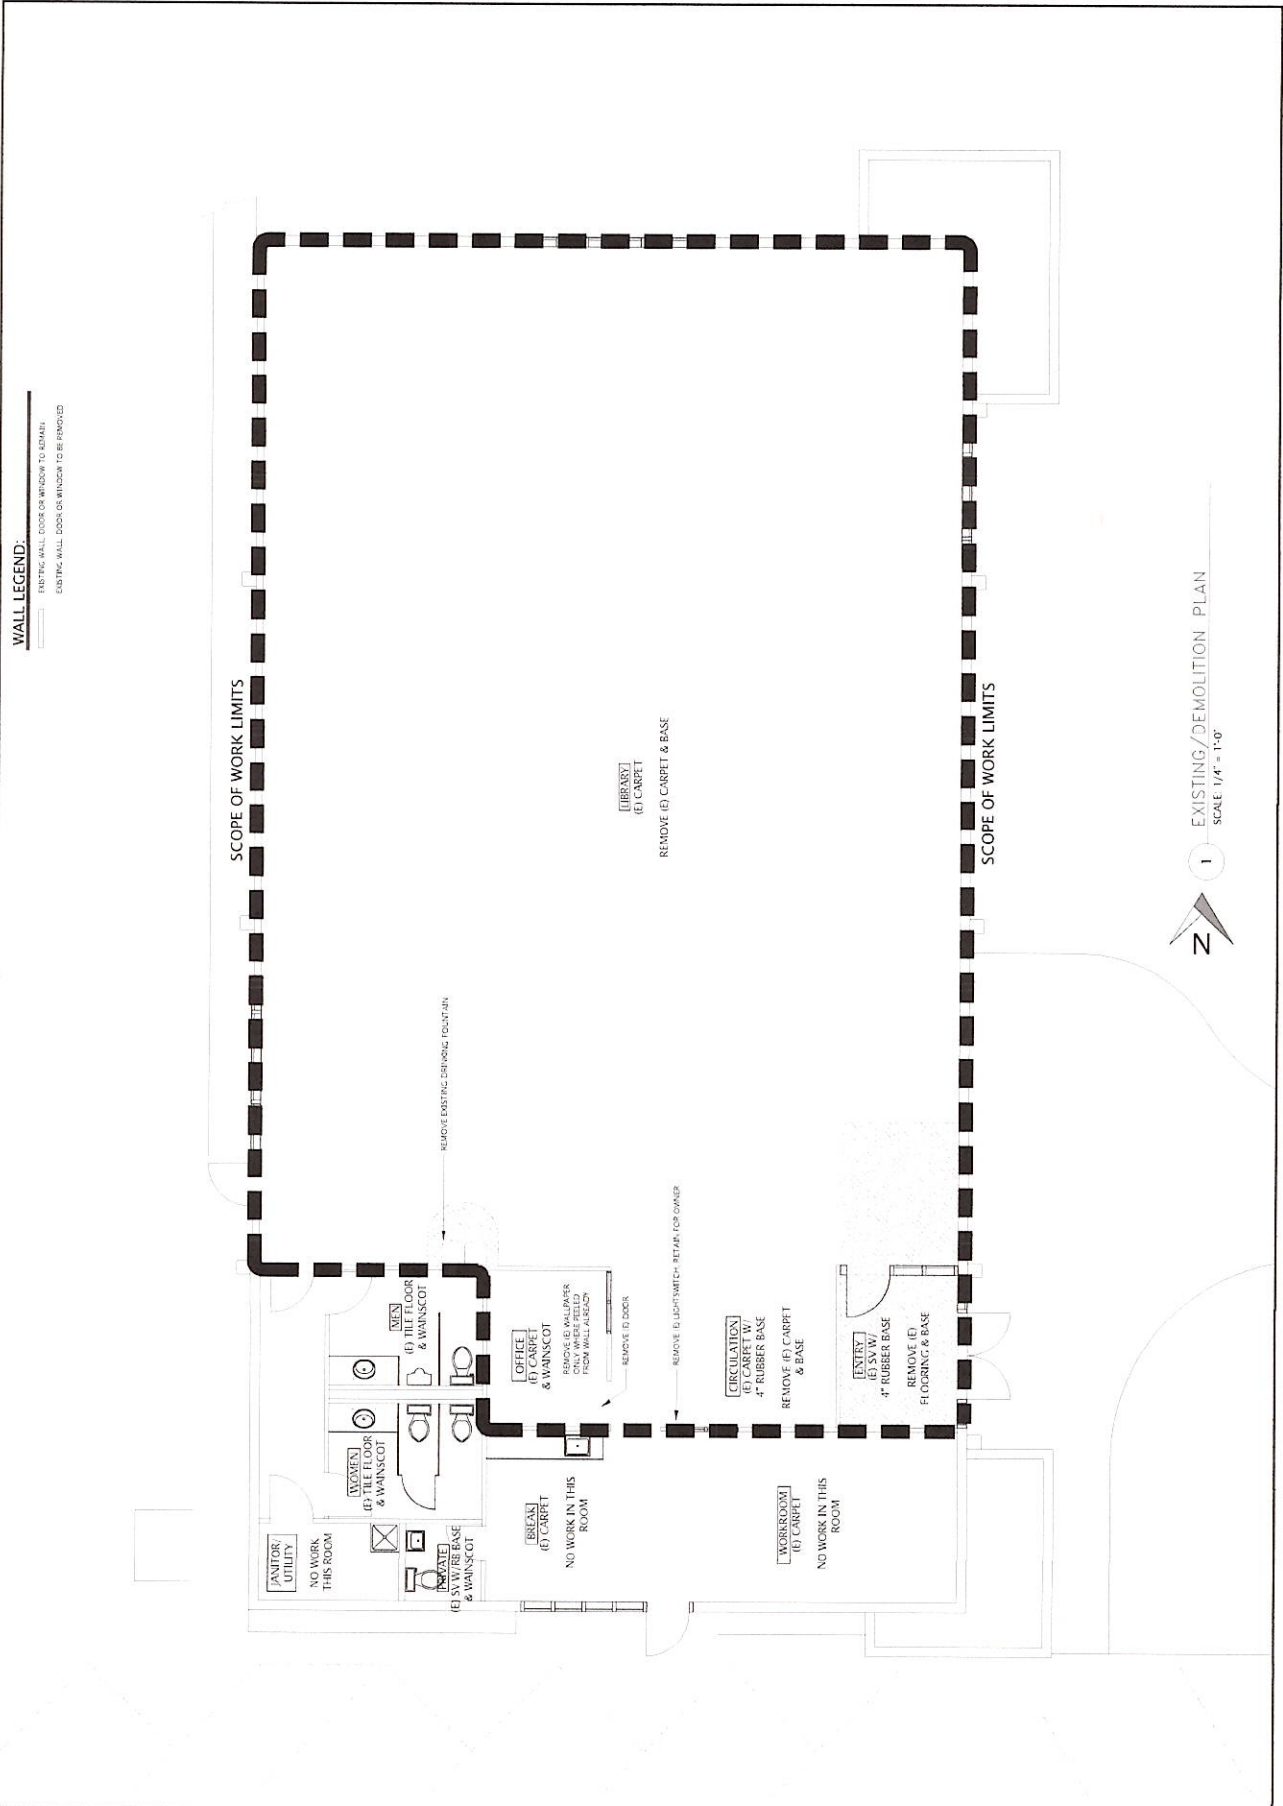 WALL LEGEND:
EXISTING WALL, DOOR OR WINDOW TO REMAIN
EXISTING WALL, DOOR OR WINDOW TO BE REMOVED
SCOPE OF WORK LIMITS
REMOVE EXISTING DRINKING FOUNTAIN
LIBRARY
(E) CARPET
REMOVE (E) CARPET & BASE
MEN
(E) TILE FLOOR
& WAINSCOT
WOMEN
(E) TILE FLOOR
& WAINSCOT
JANITOR/
UTILITY
NO WORK
THIS ROOM
PRIVATE
(E) SV W/RB BASE
& WAINSCOT
OFFICE
(E) CARPET
& WAINSCOT
REMOVE (E) WALLPAPER
ONLY WHERE PEELED
FROM WALL ALREADY
REMOVE (E) DOOR
REMOVE (E) LIGHTSWITCH, RETAIN FOR OWNER
BREAK
(E) CARPET
NO WORK IN THIS
ROOM
CIRCULATION
(E) CARPET W/
4" RUBBER BASE
REMOVE (E) CARPET
& BASE
WORKROOM
(E) CARPET
NO WORK IN THIS
ROOM
ENTRY
(E) SV W/
4" RUBBER BASE
REMOVE (E)
FLOORING & BASE
SCOPE OF WORK LIMITS
N
1
EXISTING/DEMOLITION PLAN
SCALE: 1/4" = 1'-0"